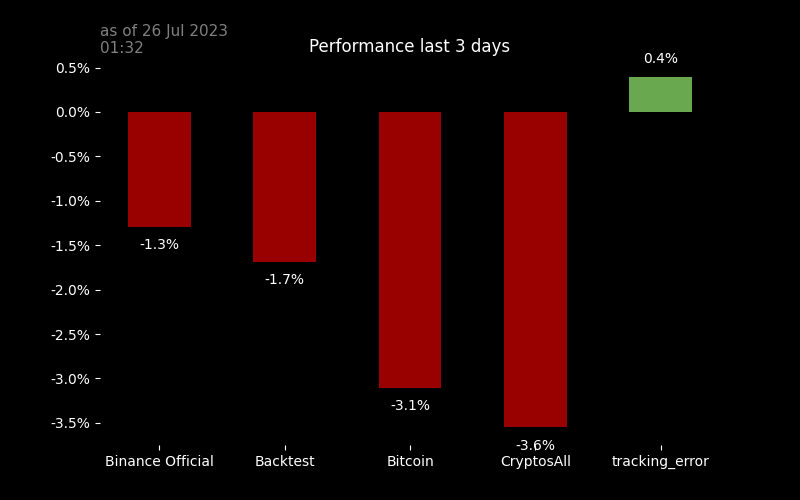 as of 26 Jul 2023
01:32
Performance last 3 days
0.4%
0.5%
0.0%
-0.5%
-1.0%
-1.5%
-2.0%
-2.5%
-3.0%
-3.5%
-1.3%
-1.7%
-3.1%
-3.6%
Binance Official
Backtest
Bitcoin
CryptosAll
tracking_error